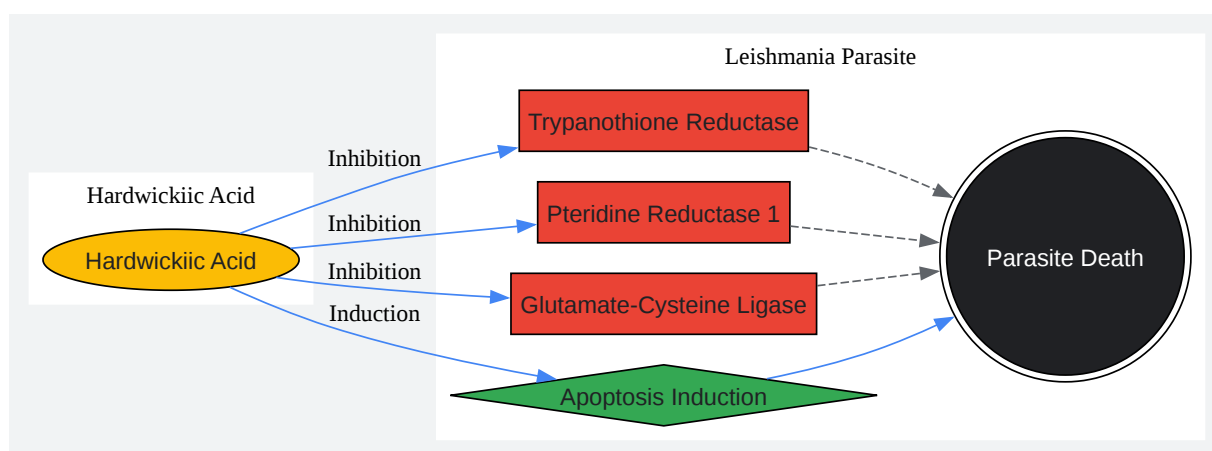 Leishmania Parasite
Trypanothione Reductase
Inhibition
Hardwickiic Acid
Pteridine Reductase 1
Inhibition
Hardwickiic Acid
Parasite Death
Inhibition
Glutamate-Cysteine Ligase
Induction
Apoptosis Induction